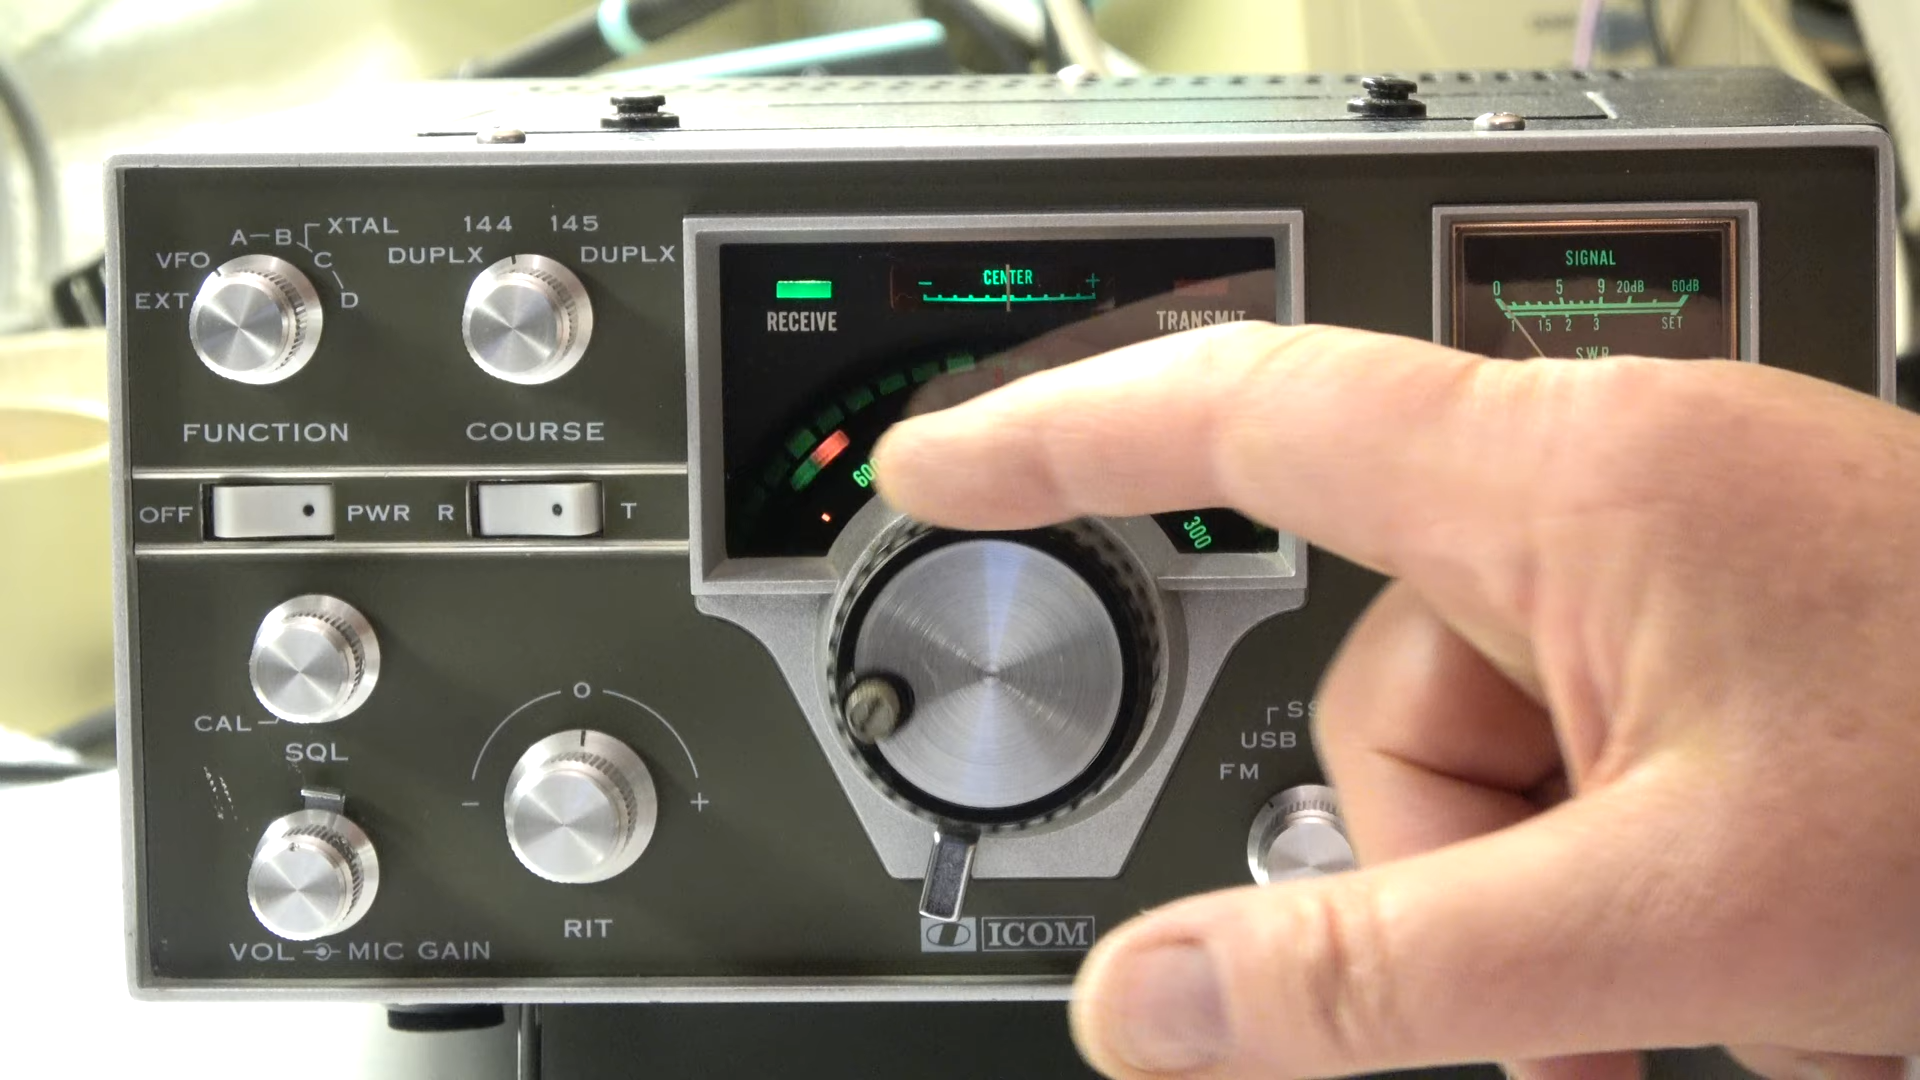 A-B
XTAL
VFO
C
EXT
D
FUNCTION
144 145
DUPLX DUPLX
COURSE
RECEIVE
- CENTER +
TRANSMIT
600
300
SIGNAL
0 5 9 20dB 60dB
1 1.5 2 3 SET
SWR
OFF PWR R T
CAL
SQL
VOL MIC GAIN
- O +
RIT
USB
FM
ICOM